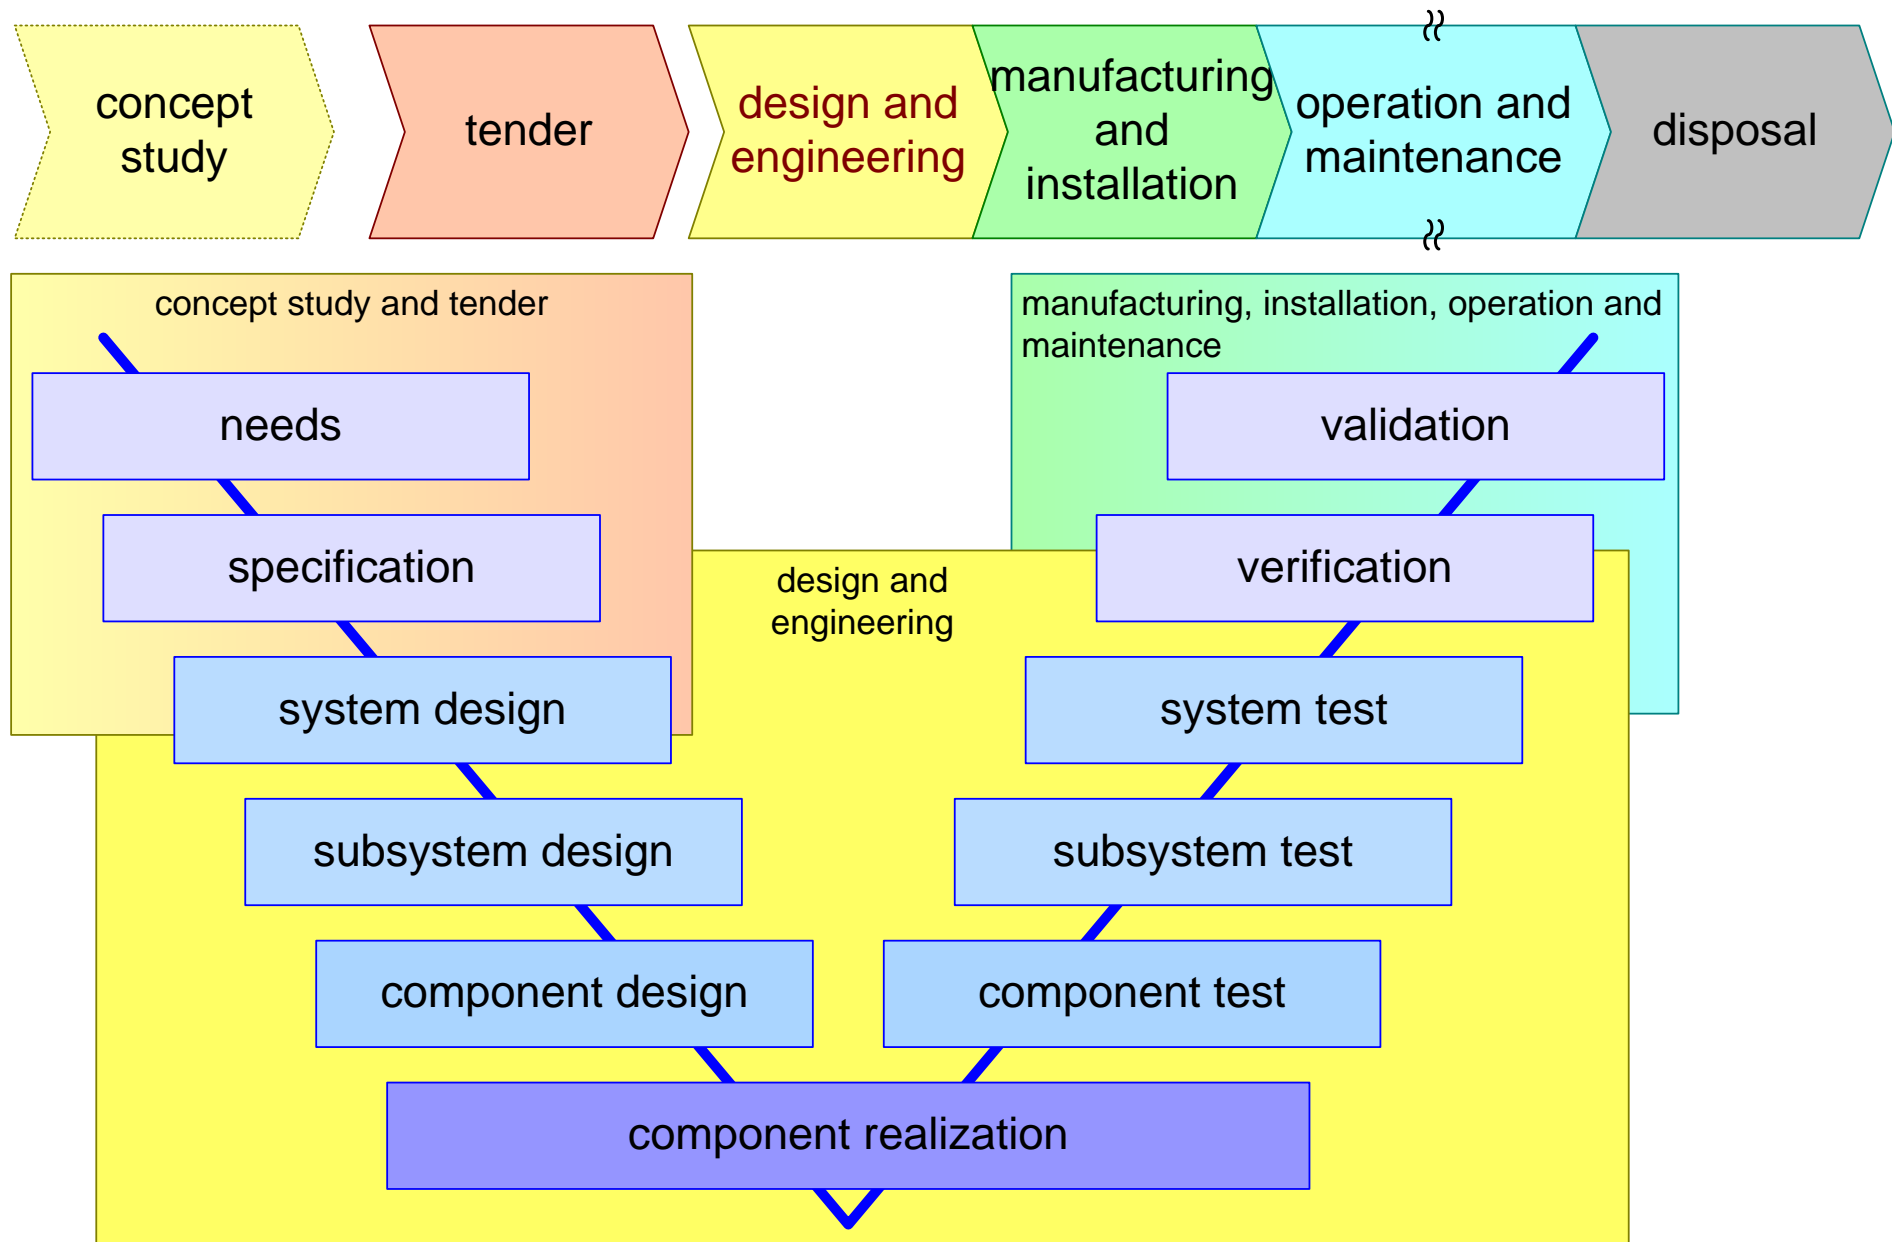 concept
study
tender
design and
engineering
manufacturing
and
installation
operation and
maintenance
disposal
concept study and tender
manufacturing, installation, operation and
maintenance
needs
validation
specification
verification
design and
engineering
system design
system test
subsystem design
subsystem test
component design
component test
component realization